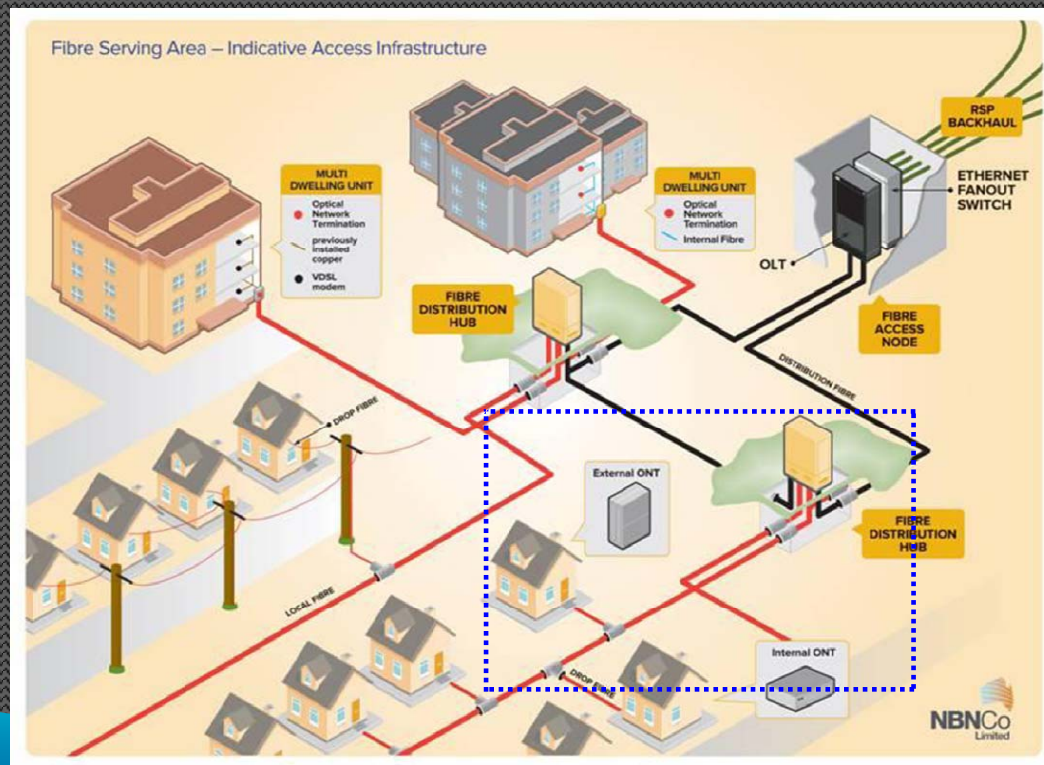 Fibre Serving Area – Indicative Access Infrastructure
RSP
BACKHAUL
MULTI
DWELLING UNIT
Optical
Network
Termination
previously
installed
copper
VDSL
modem
MULTI
DWELLING UNIT
Optical
Network
Termination
Internal Fibre
ETHERNET
FANOUT
SWITCH
OLT
FIBRE
DISTRIBUTION
HUB
FIBRE
ACCESS
NODE
DISTRIBUTION FIBRE
DROP FIBRE
External ONT
FIBRE
DISTRIBUTION
HUB
LOCAL FIBRE
DROP FIBRE
Internal ONT
NBNCo
Limited